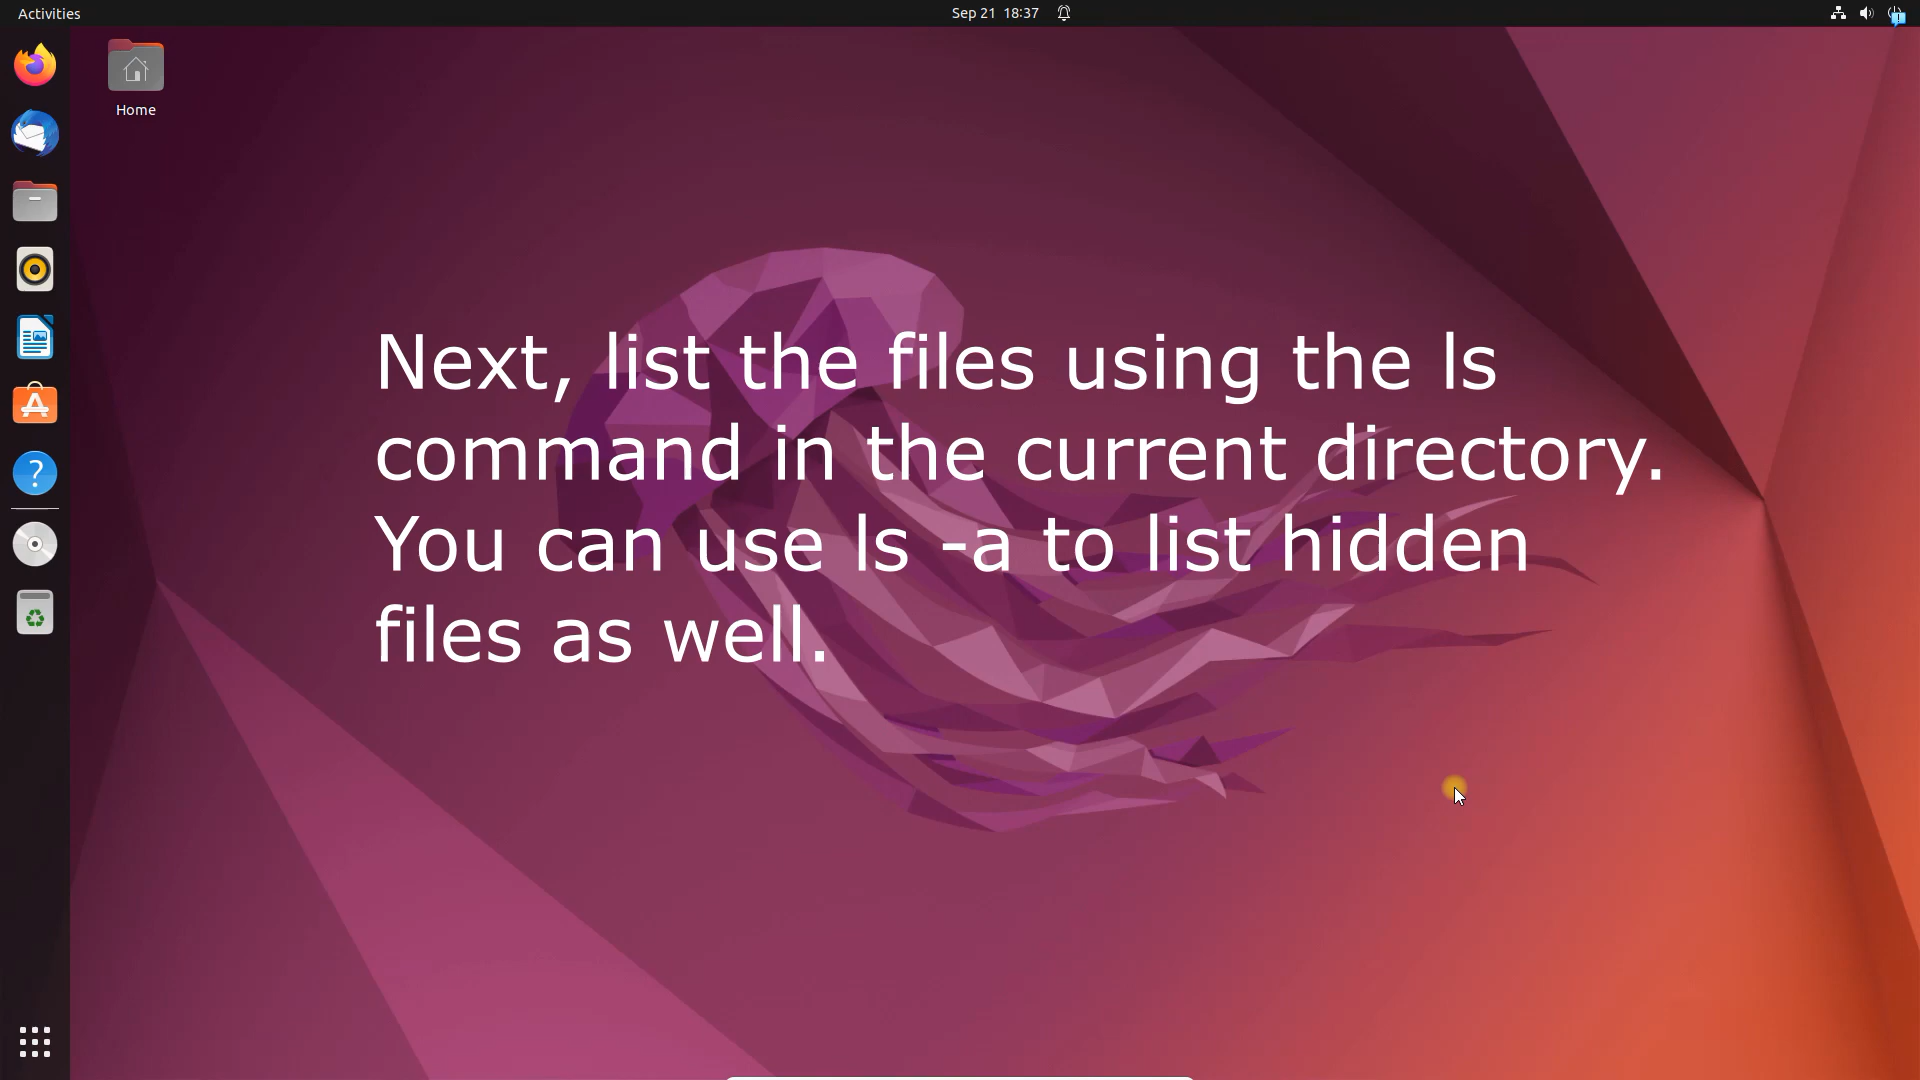 Activities
Sep 21 18:37
Home
Next, list the files using the ls
command in the current directory.
You can use ls -a to list hidden
files as well.